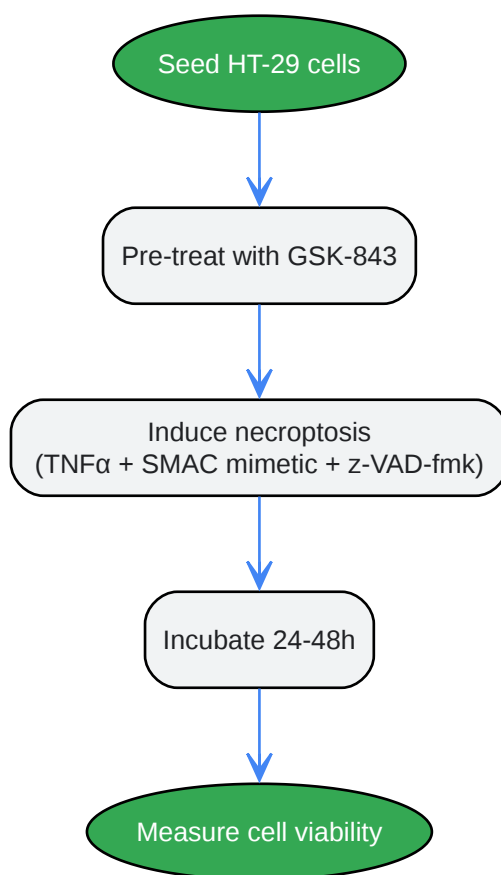 Seed HT-29 cells
Pre-treat with GSK-843
Induce necroptosis
(TNFα + SMAC mimetic + z-VAD-fmk)
Incubate 24-48h
Measure cell viability